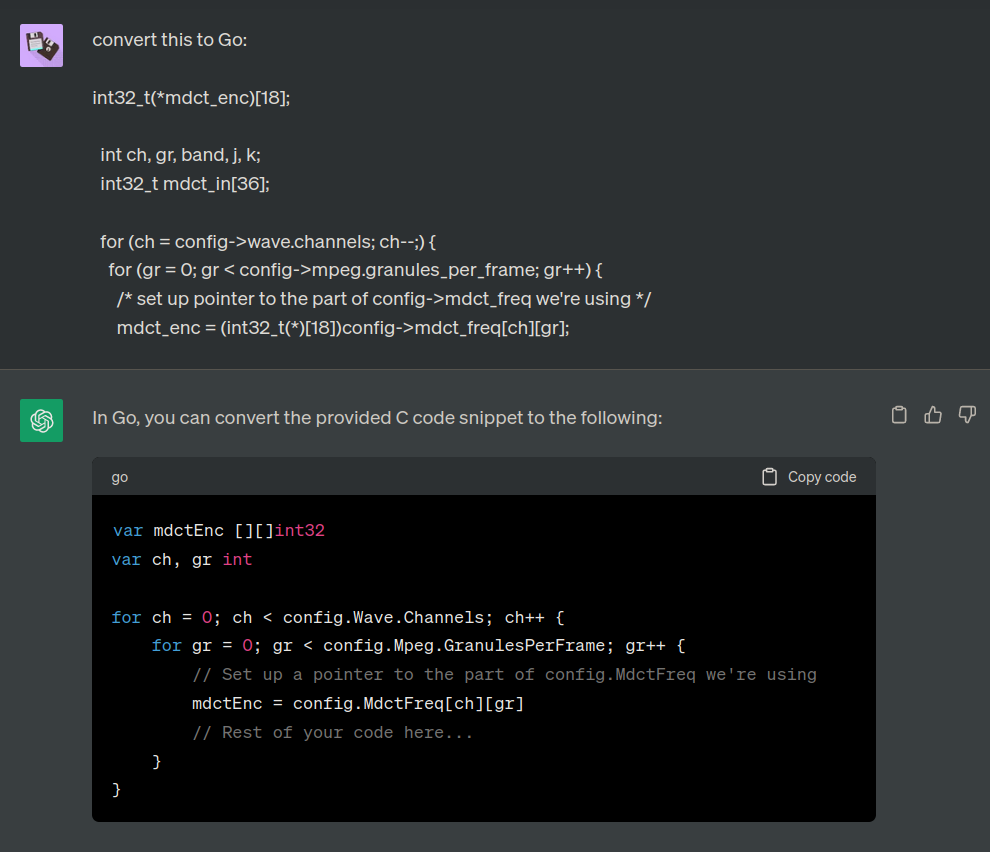 convert this to Go:
int32_t(*mdct_enc)[18];
int ch, gr, band, j, k;
int32_t mdct_in[36];
for (ch = config->wave.channels; ch--;) {
for (gr = 0; gr < config->mpeg.granules_per_frame; gr++) {
/* set up pointer to the part of config->mdct_freq we're using */
mdct_enc = (int32_t(*)[18])config->mdct_freq[ch][gr];
In Go, you can convert the provided C code snippet to the following:
go
Copy code
var mdctEnc [][]int32
var ch, gr int
for ch = 0; ch < config.Wave.Channels; ch++ {
for gr = 0; gr < config.Mpeg.GranulesPerFrame; gr++ {
// Set up a pointer to the part of config.MdctFreq we're using
mdctEnc = config.MdctFreq[ch][gr]
// Rest of your code here...
}
}